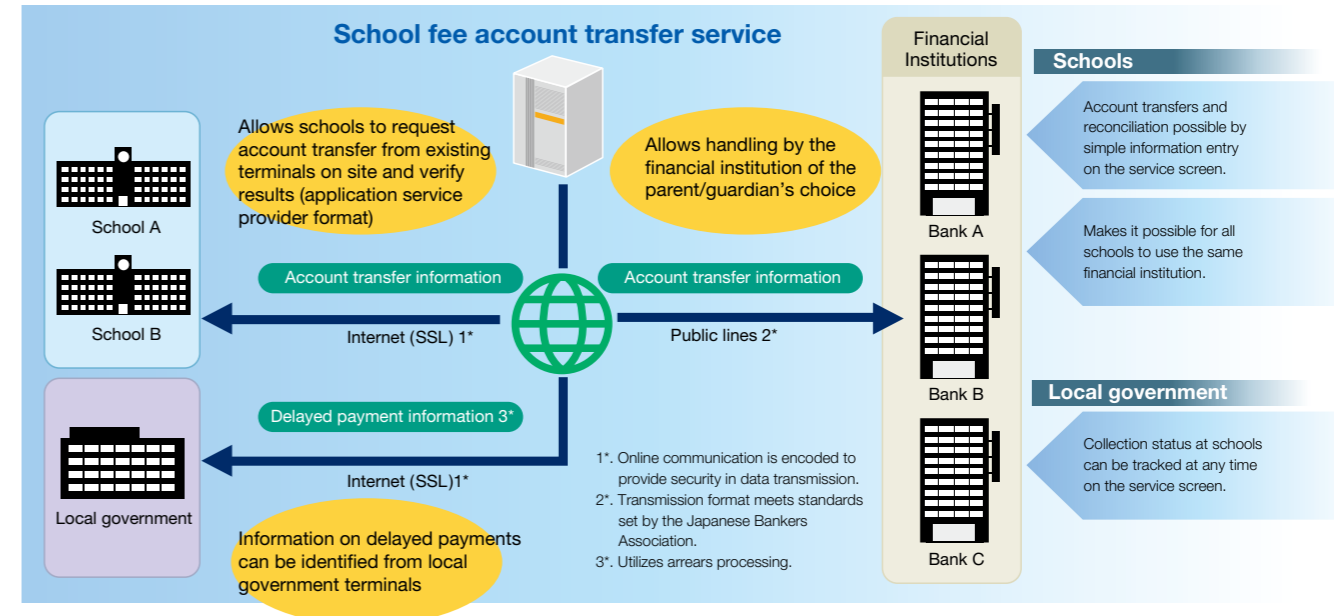 School fee account transfer service
Allows schools to request
account transfer from existing
terminals on site and verify
results (application service
provider format)
Allows handling by the
financial institution of the
parent/guardian’s choice
School A
School B
Account transfer information
Internet (SSL) 1*
Account transfer information
Public lines 2*
Delayed payment information 3*
Internet (SSL)1*
Local government
Information on delayed payments
can be identified from local
government terminals
1*. Online communication is encoded to
provide security in data transmission.
2*. Transmission format meets standards
set by the Japanese Bankers
Association.
3*. Utilizes arrears processing.
Financial
Institutions
Bank A
Bank B
Bank C
Schools
Account transfers and
reconciliation possible by
simple information entry
on the service screen.
Makes it possible for all
schools to use the same
financial institution.
Local government
Collection status at schools
can be tracked at any time
on the service screen.